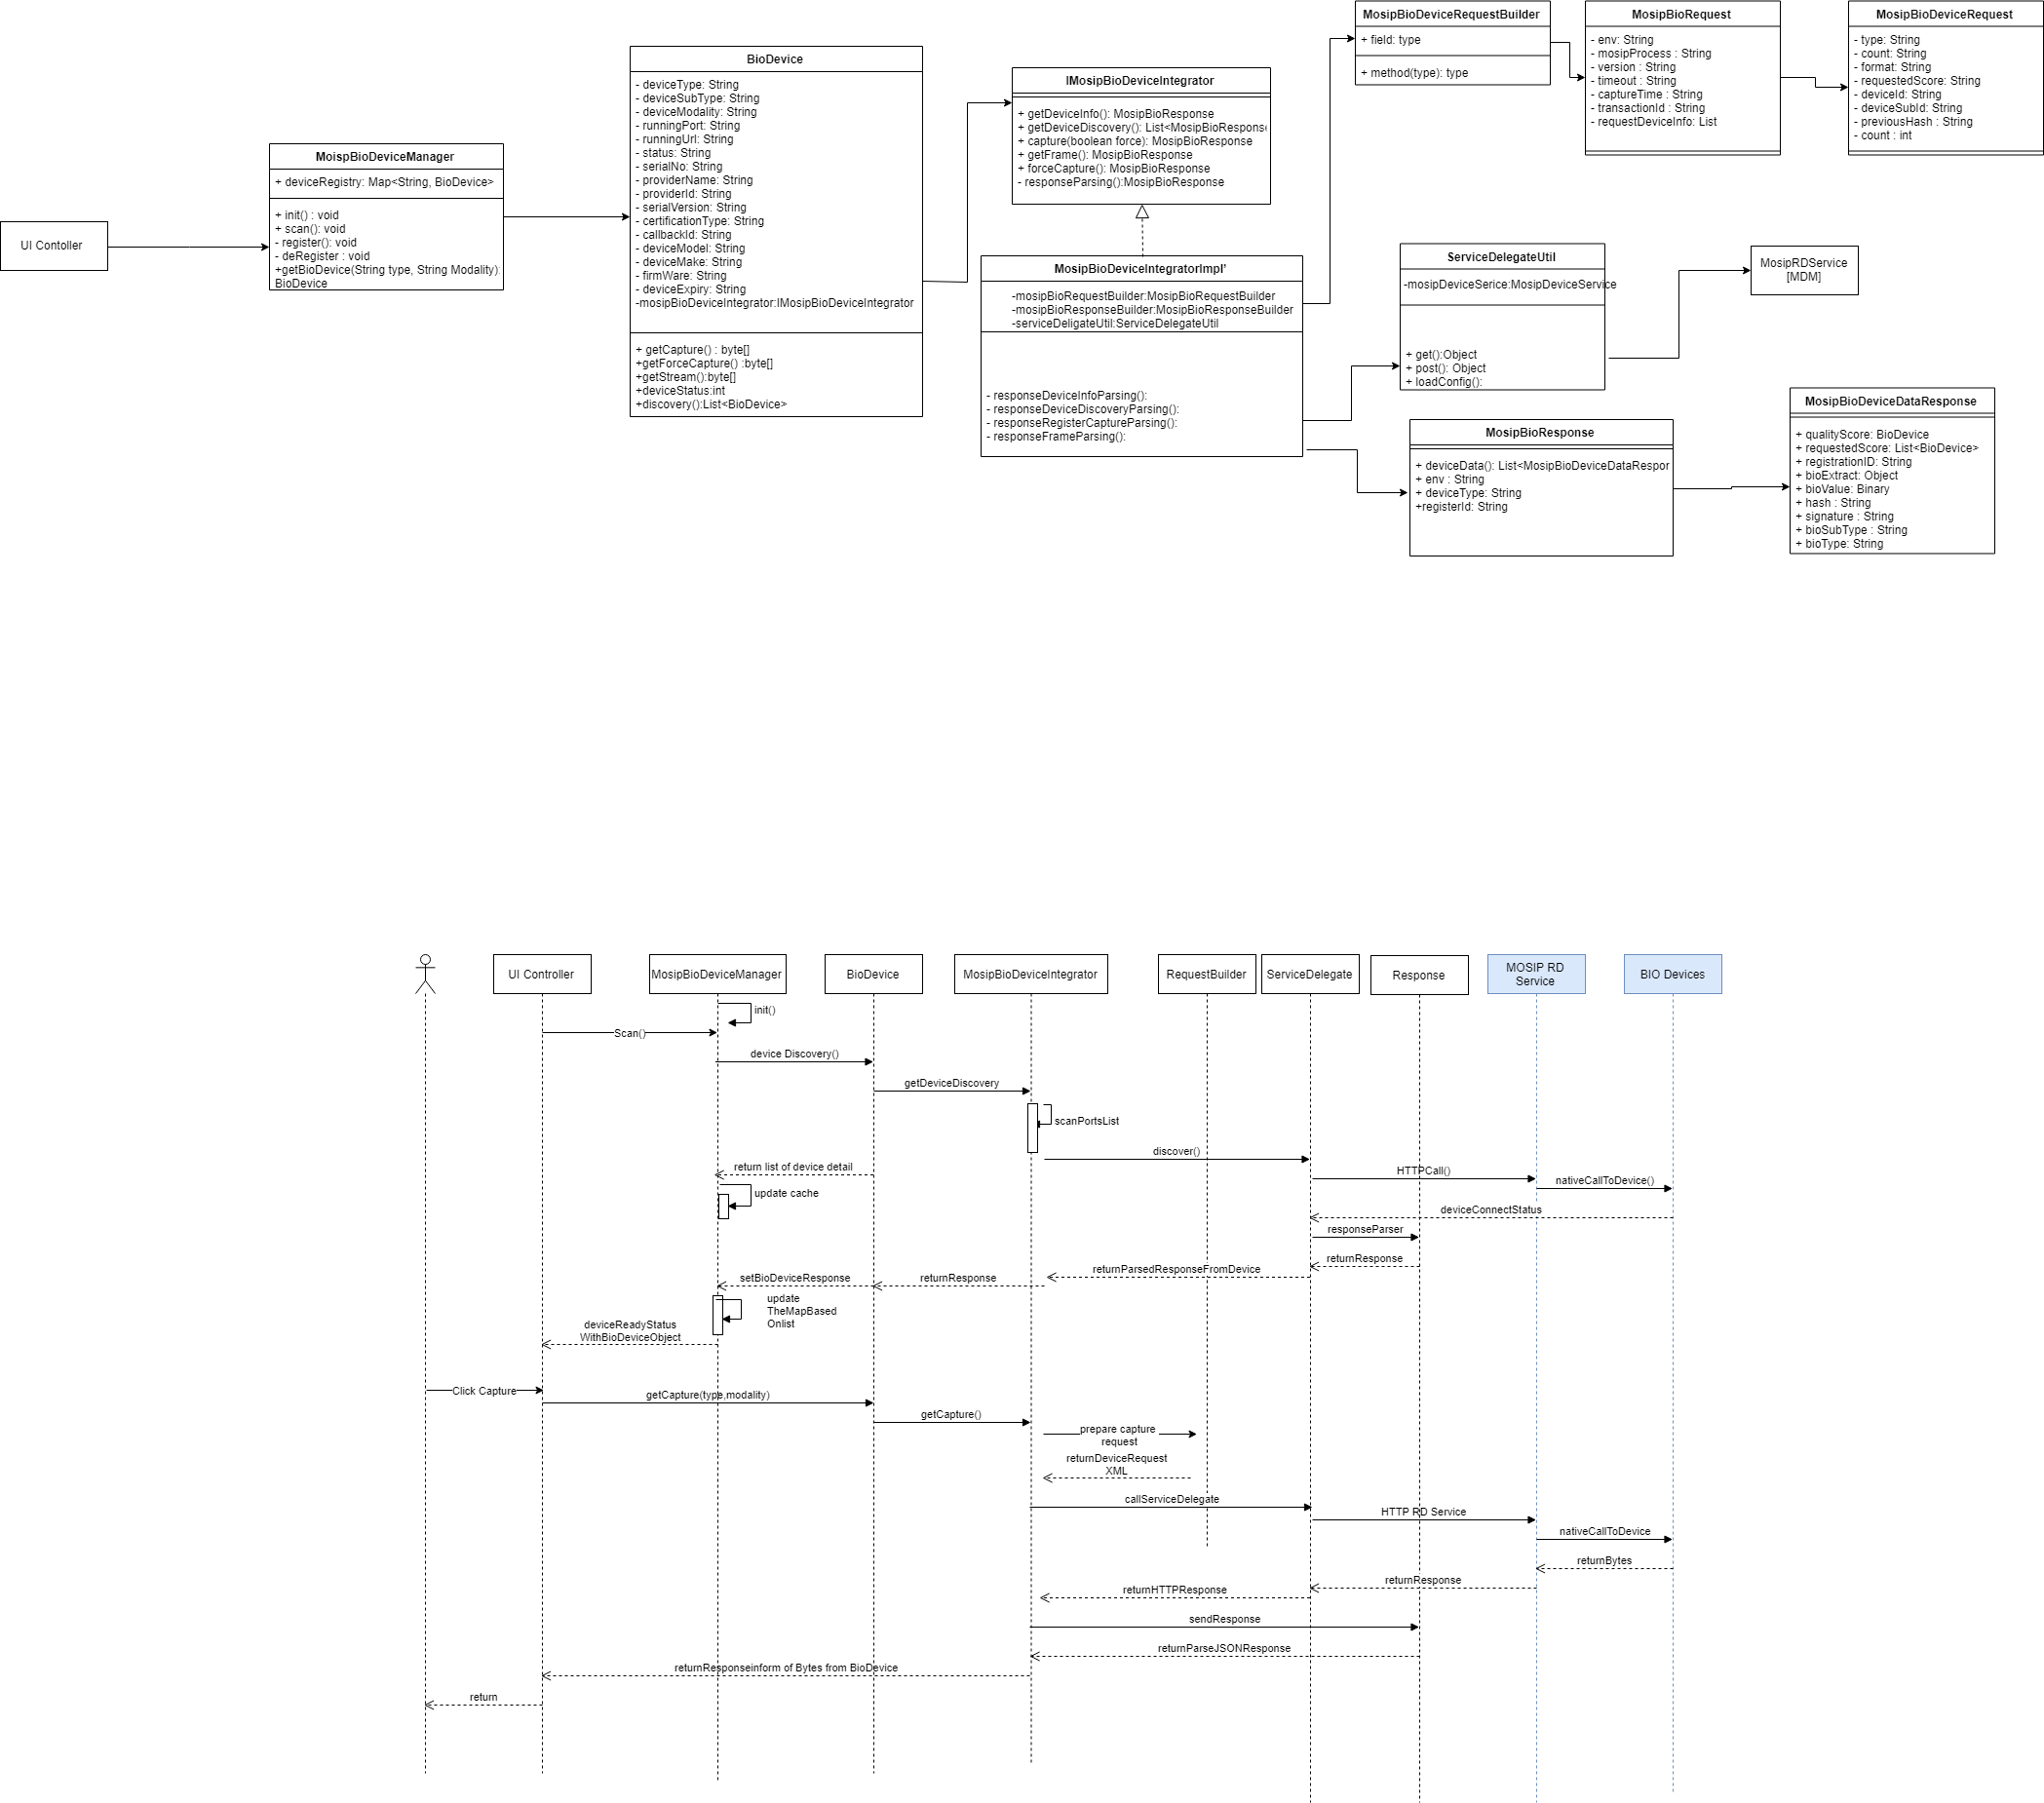 UI Contoller
MoispBioDeviceManager
+ deviceRegistry: Map<String, BioDevice>
+ init() : void
+ scan(): void
- register(): void
- deRegister : void
+getBioDevice(String type, String Modality):
BioDevice
BioDevice
- deviceType: String
- deviceSubType: String
- deviceModality: String
- runningPort: String
- runningUrl: String
- status: String
- serialNo: String
- providerName: String
- providerId: String
- serialVersion: String
- certificationType: String
- callbackId: String
- deviceModel: String
- deviceMake: String
- firmWare: String
- deviceExpiry: String
-mosipBioDeviceIntegrator:IMosipBioDeviceIntegrator
+ getCapture() : byte[]
+getForceCapture() :byte[]
+getStream():byte[]
+deviceStatus:int
+discovery():List<BioDevice>
IMosipBioDeviceIntegrator
+ getDeviceInfo(): MosipBioResponse
+ getDeviceDiscovery(): List<MosipBioResponse
+ capture(boolean force): MosipBioResponse
+ getFrame(): MosipBioResponse
+ forceCapture(): MosipBioResponse
- responseParsing():MosipBioResponse
MosipBioDeviceIntegratorImpl'
-mosipBioRequestBuilder:MosipBioRequestBuilder
-mosipBioResponseBuilder:MosipBioResponseBuilder
-serviceDeligateUtil:ServiceDelegateUtil
- responseDeviceInfoParsing():
- responseDeviceDiscoveryParsing():
- responseRegisterCaptureParsing():
- responseFrameParsing():
MosipBioDeviceRequestBuilder
+ field: type
+ method(type): type
MosipBioRequest
- env: String
- mosipProcess : String
- version : String
- timeout : String
- captureTime : String
- transactionId : String
- requestDeviceInfo: List
MosipBioDeviceRequest
- type: String
- count: String
- format: String
- requestedScore: String
- deviceId: String
- deviceSubId: String
- previousHash : String
- count : int
ServiceDelegateUtil
-mosipDeviceSerice:MosipDeviceService
+ get():Object
+ post(): Object
+ loadConfig():
MosipRDService
[MDM]
MosipBioResponse
+ deviceData(): List<MosipBioDeviceDataRespor
+ env : String
+ deviceType: String
+registerId: String
MosipBioDeviceDataResponse
+ qualityScore: BioDevice
+ requestedScore: List<BioDevice>
+ registrationID: String
+ bioExtract: Object
+ bioValue: Binary
+ hash : String
+ signature : String
+ bioSubType : String
+ bioType: String
UI Controller
MosipBioDeviceManager
BioDevice
MosipBioDeviceIntegrator
RequestBuilder
ServiceDelegate
Response
MOSIP RD
Service
BIO Devices
init()
Scan()
device Discovery()
getDeviceDiscovery
scanPortsList
discover()
return list of device detail
HTTPCall()
nativeCallToDevice()
update cache
deviceConnectStatus
responseParser
returnResponse
returnParsedResponseFromDevice
returnResponse
setBioDeviceResponse
update
TheMapBased
Onlist
deviceReadyStatus
WithBioDeviceObject
Click Capture
getCapture(type,modality)
getCapture()
prepare capture
request
returnDeviceRequest
XML
callServiceDelegate
HTTP RD Service
nativeCallToDevice
returnBytes
returnResponse
returnHTTPResponse
sendResponse
returnParseJSONResponse
returnResponseinform of Bytes from BioDevice
return